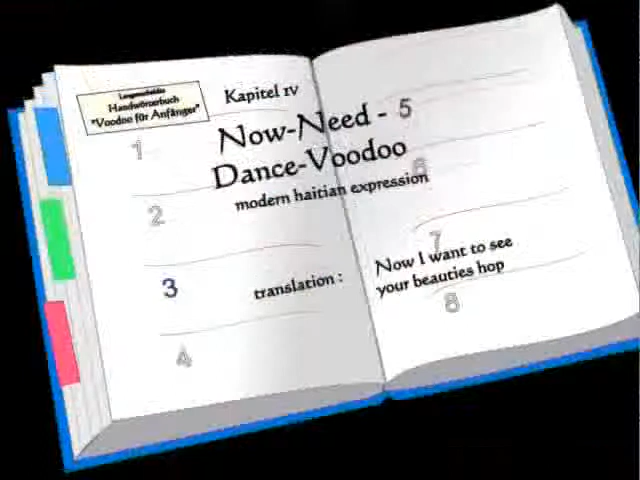 Langenscheidts
Handwörterbuch
"Voodoo für Anfänger"
Kapitel IV
Now-Need -
Dance-Voodoo
modern haitian expression
translation :
Now I want to see
your beauties hop
1
2
3
4
5
6
7
8